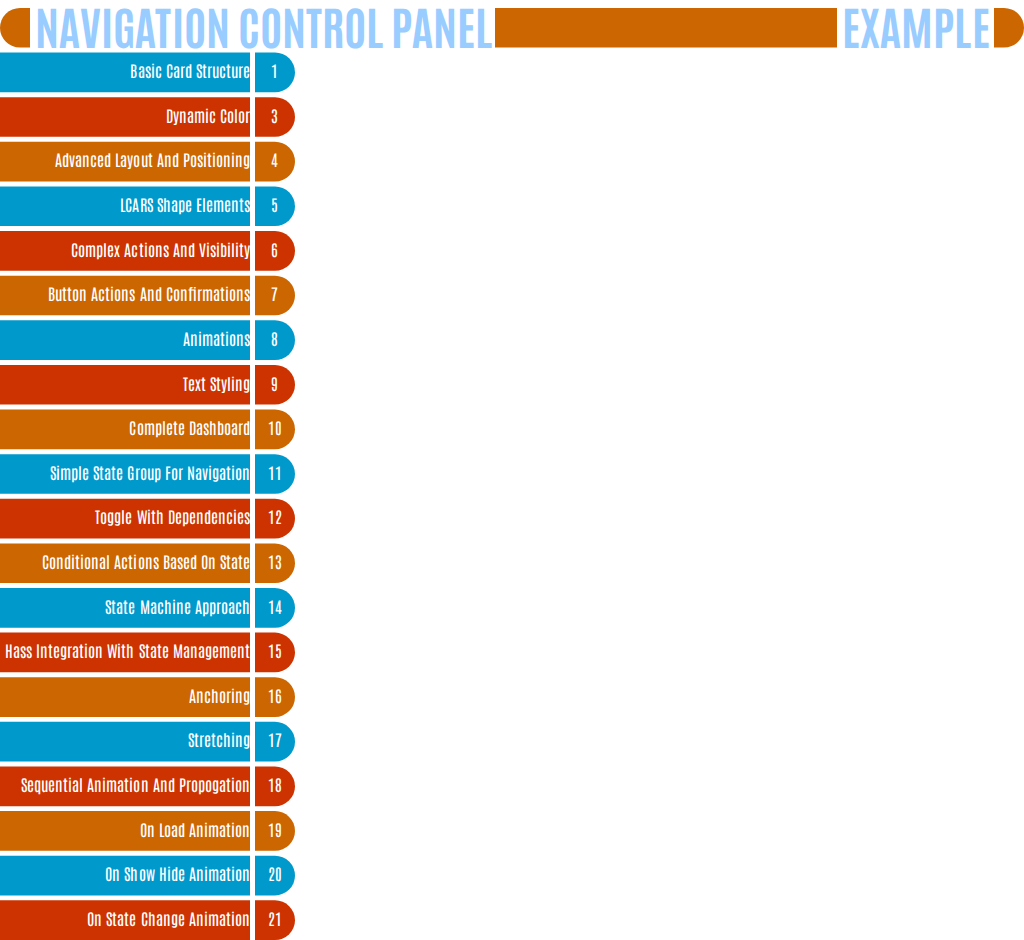 NAVIGATION CONTROL PANEL EXAMPLE
Basic Card Structure 1
Dynamic Color 3
Advanced Layout And Positioning 4
LCARS Shape Elements 5
Complex Actions And Visibility 6
Button Actions And Confirmations 7
Animations 8
Text Styling 9
Complete Dashboard 10
Simple State Group For Navigation 11
Toggle With Dependencies 12
Conditional Actions Based On State 13
State Machine Approach 14
Hass Integration With State Management 15
Anchoring 16
Stretching 17
Sequential Animation And Propogation 18
On Load Animation 19
On Show Hide Animation 20
On State Change Animation 21